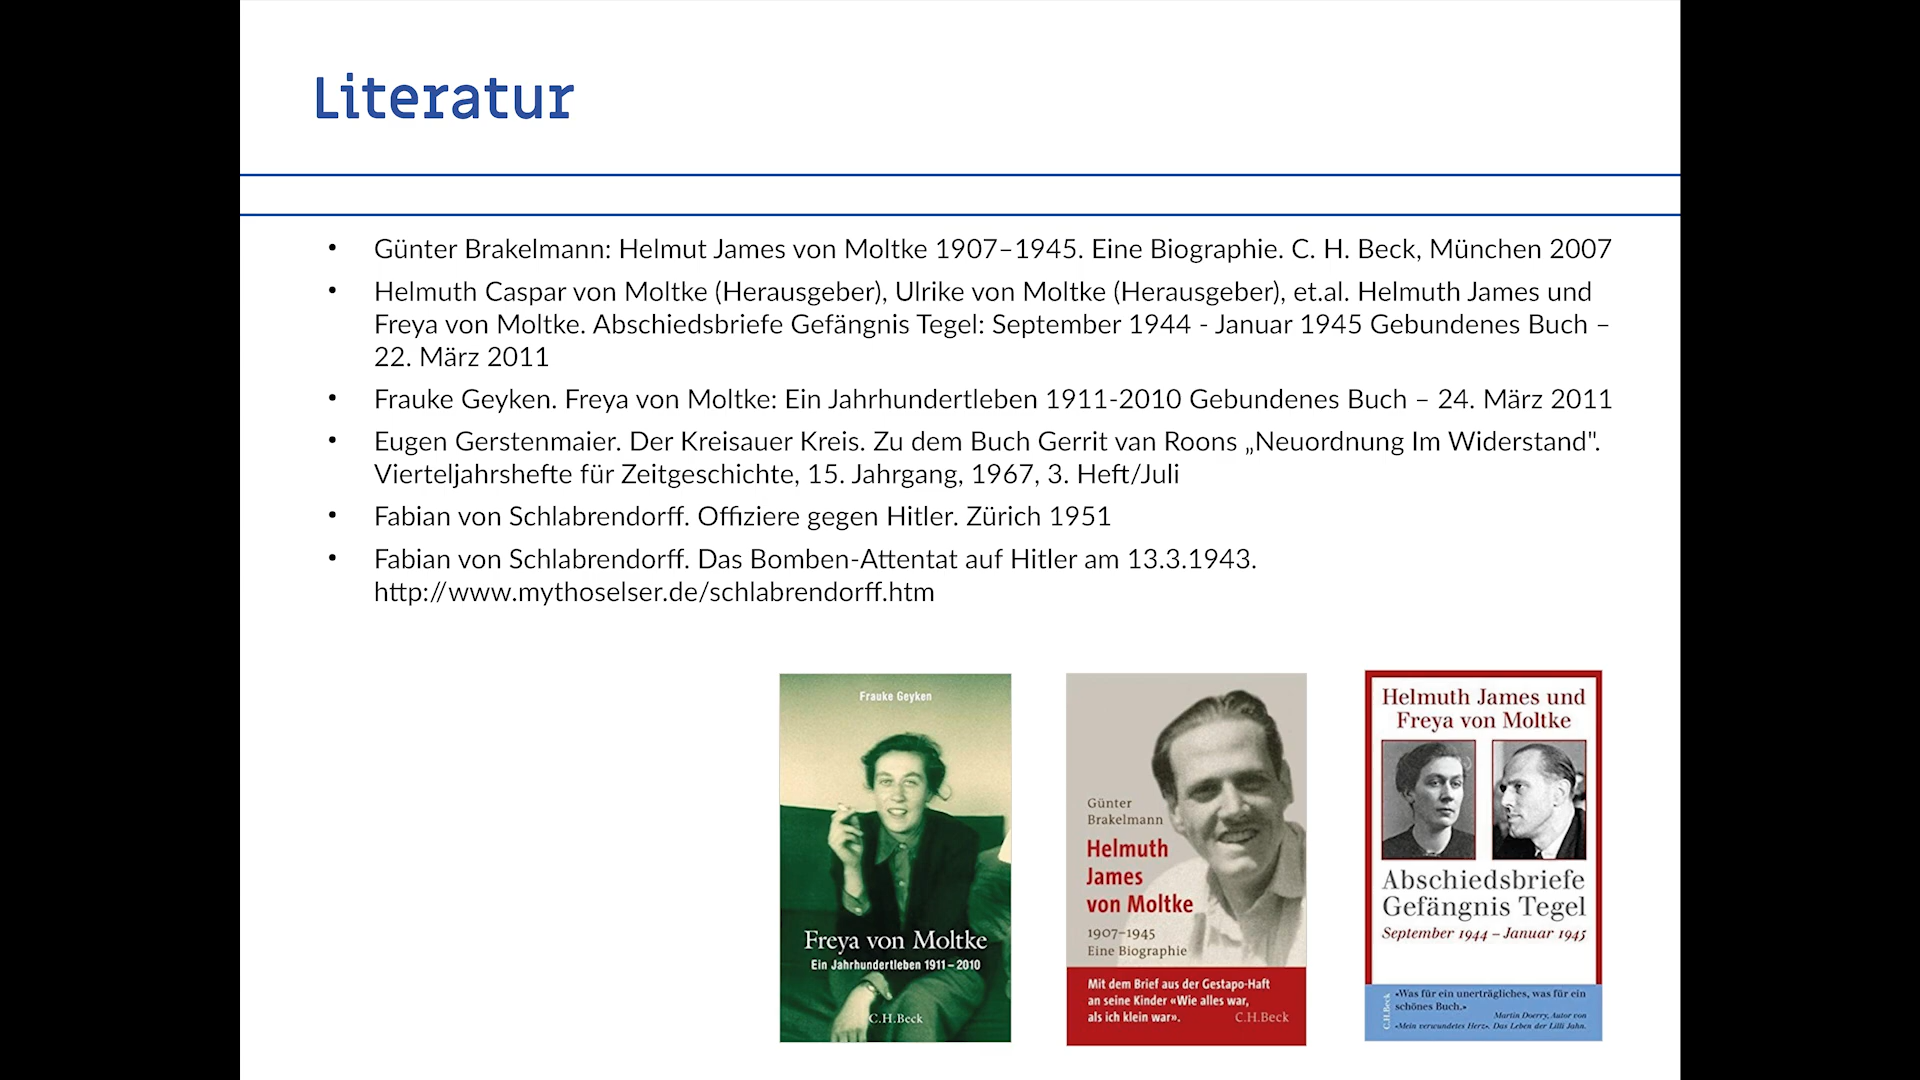 Literatur
• Günter Brakelmann: Helmut James von Moltke 1907–1945. Eine Biographie. C. H. Beck, München 2007
• Helmuth Caspar von Moltke (Herausgeber), Ulrike von Moltke (Herausgeber), et.al. Helmuth James und
Freya von Moltke. Abschiedsbriefe Gefängnis Tegel: September 1944 - Januar 1945 Gebundenes Buch –
22. März 2011
• Frauke Geyken. Freya von Moltke: Ein Jahrhundertleben 1911-2010 Gebundenes Buch – 24. März 2011
• Eugen Gerstenmaier. Der Kreisauer Kreis. Zu dem Buch Gerrit van Roons „Neuordnung Im Widerstand".
Vierteljahrshefte für Zeitgeschichte, 15. Jahrgang, 1967, 3. Heft/Juli
• Fabian von Schlabrendorff. Offiziere gegen Hitler. Zürich 1951
• Fabian von Schlabrendorff. Das Bomben-Attentat auf Hitler am 13.3.1943.
http://www.mythoselser.de/schlabrendorff.htm
Frauke Geyken
Freya von Moltke
Ein Jahrhundertleben 1911–2010
C.H.Beck
Günter
Brakelmann
Helmuth
James
von Moltke
1907–1945
Eine Biographie
Mit dem Brief aus der Gestapo-Haft
an seine Kinder «Wie alles war,
als ich klein war».
C.H.Beck
Helmuth James und
Freya von Moltke
Abschiedsbriefe
Gefängnis Tegel
September 1944 – Januar 1945
«Was für ein unerträgliches, was für ein
schönes Buch.»
Martin Doerry, Autor von
«Mein verwundetes Herz». Das Leben der Lilli Jahn.
C.H.Beck